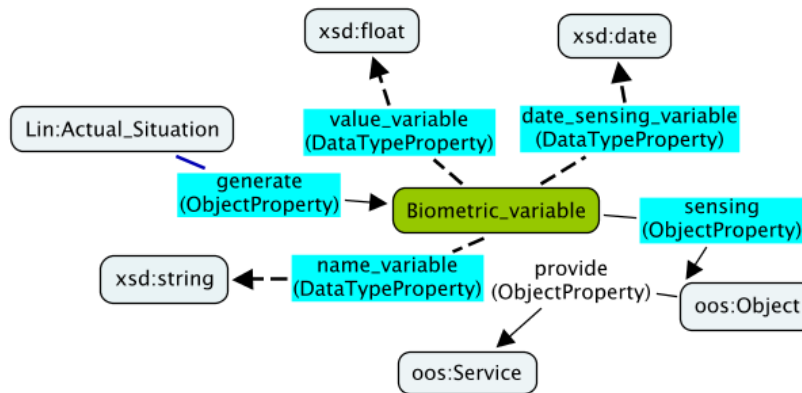 xsd:float
xsd:date
value_variable
(DataTypeProperty)
date_sensing_variable
(DataTypeProperty)
Lin:Actual_Situation
generate
(ObjectProperty)
Biometric_variable
sensing
(ObjectProperty)
name_variable
(DataTypeProperty)
xsd:string
provide
(ObjectProperty)
oos:Object
oos:Service